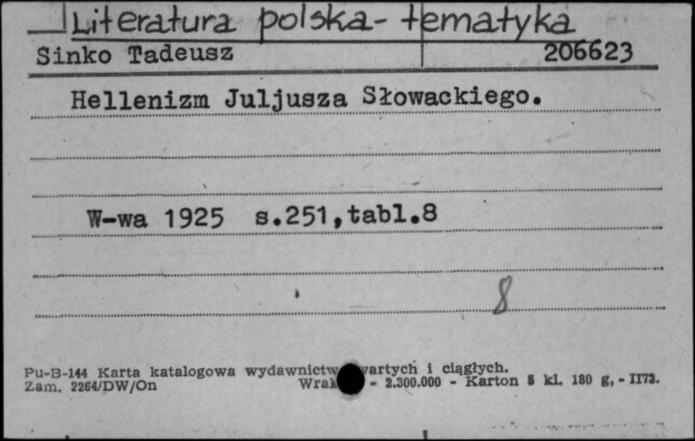 Literatura polska - tematyka
Sinko Tadeusz 206623
Hellenizm Juljusza Słowackiego.
W-wa 1925 s.251,tabl.8
8
Pu-B-144 Karta katalogowa wydawnictw i ciągłych.
Zam. 2264/DW/On - 2.300.000 - Karton 5 kl. 180 g, - II73.